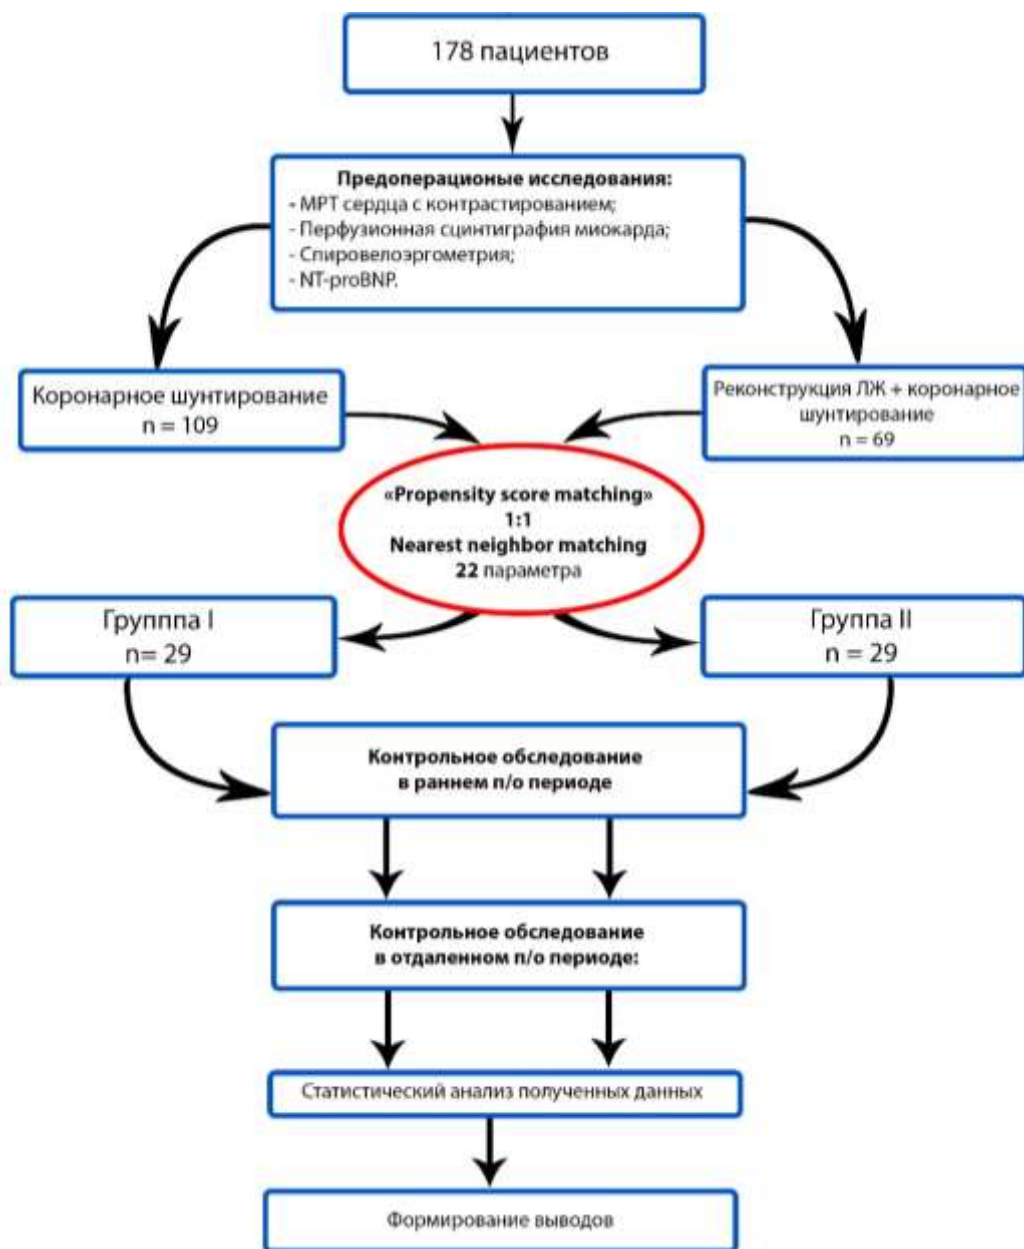 178 пациентов
Предоперационые исследования:
- МРТ сердца с контрастированием;
- Перфузионная сцинтиграфия миокарда;
- Спировелоэргометрия;
- NT-proBNP.
Коронарное шунтирование
n = 109
Реконструкция ЛЖ + коронарное
шунтирование
n = 69
«Propensity score matching»
1:1
Nearest neighbor matching
22 параметра
Групппа I
n= 29
Группа II
n = 29
Контрольное обследование
в раннем п/о периоде
Контрольное обследование
в отдаленном п/о периоде:
Статистический анализ полученных данных
Формирование выводов